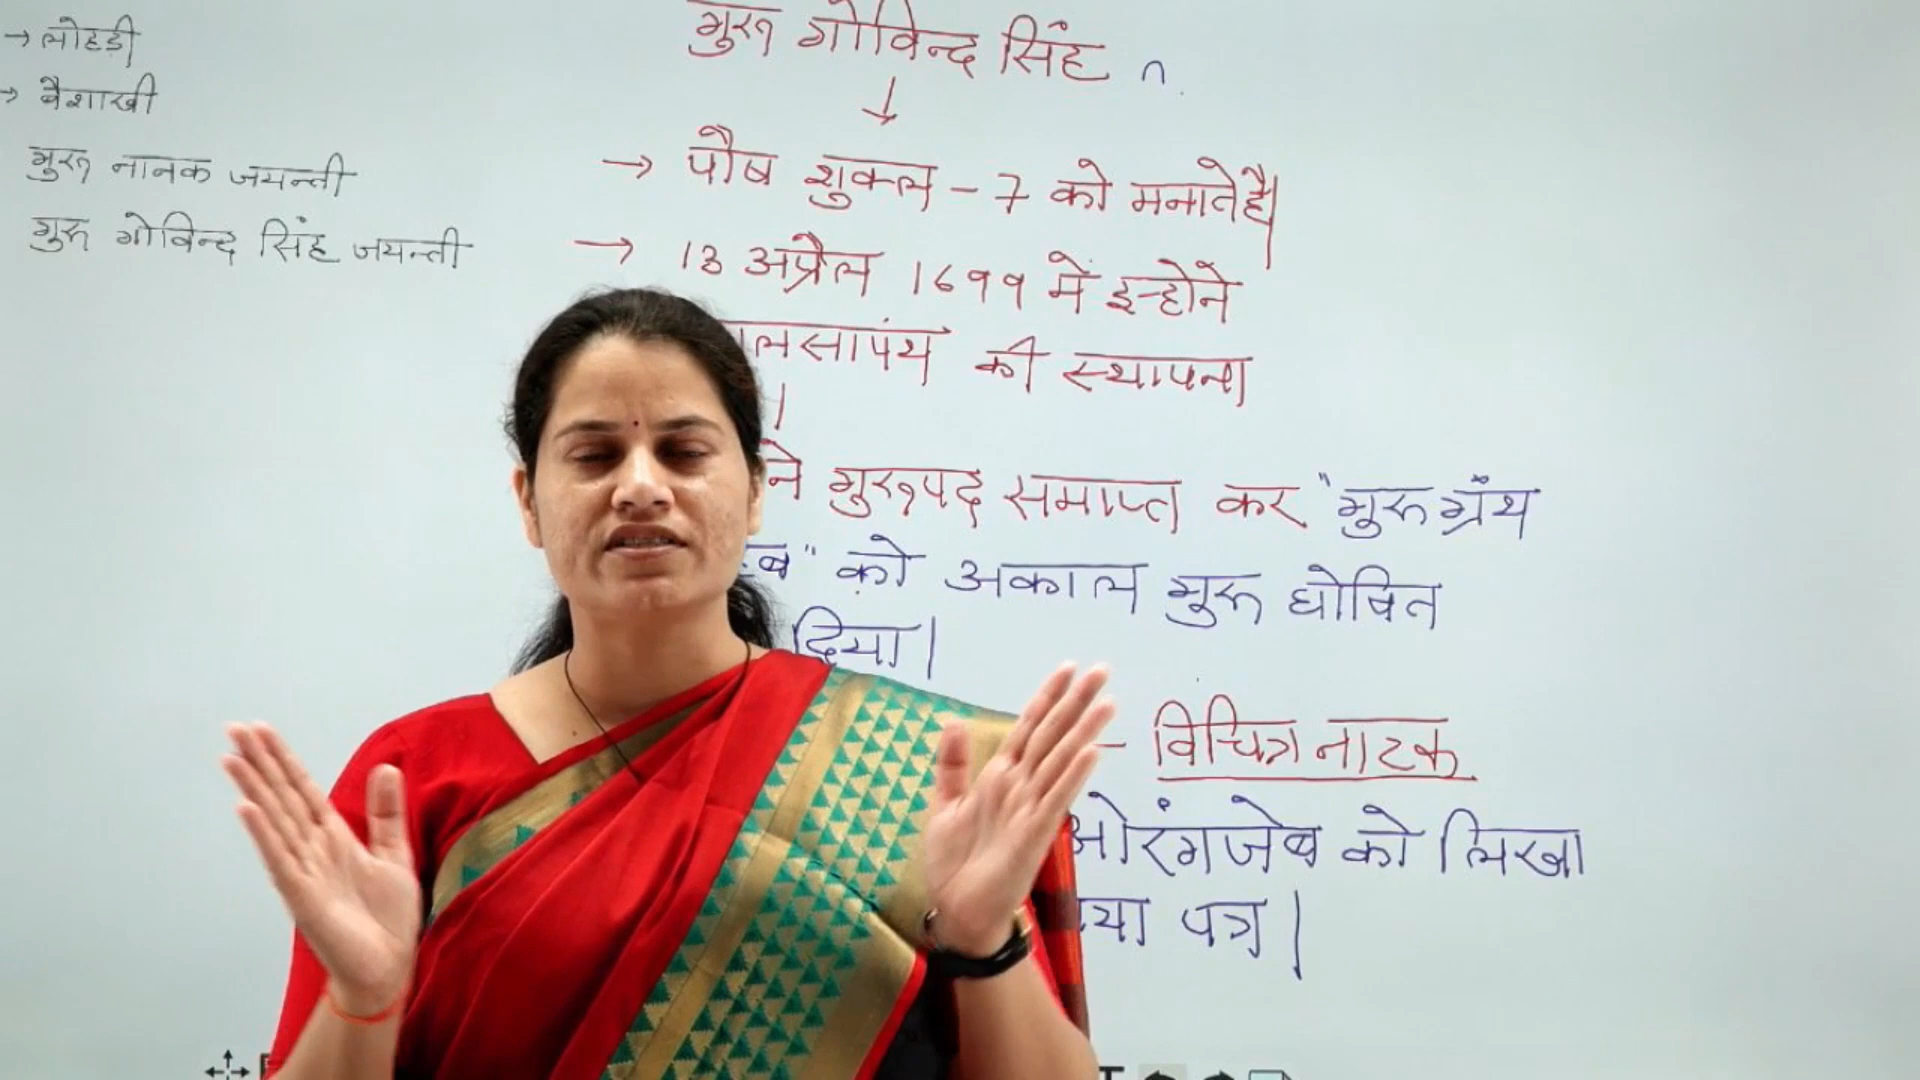 → लोहड़ी
→ बैशाखी
गुरु नानक जयन्ती
गुरु गोविन्द सिंह जयन्ती
गुरु गोविन्द सिंह
↓
→ पौष शुक्ल - 7 को मनाते है|
→ 13 अप्रैल 1699 में इन्होने
लसापंथ की स्थापना
|
ने गुरुपद समाप्त कर "गुरु ग्रंथ
ब" को अकाल गुरु घोषित
दिया|
- विचित्र नाटक
ओरंगजेब को लिखा
या पत्र|